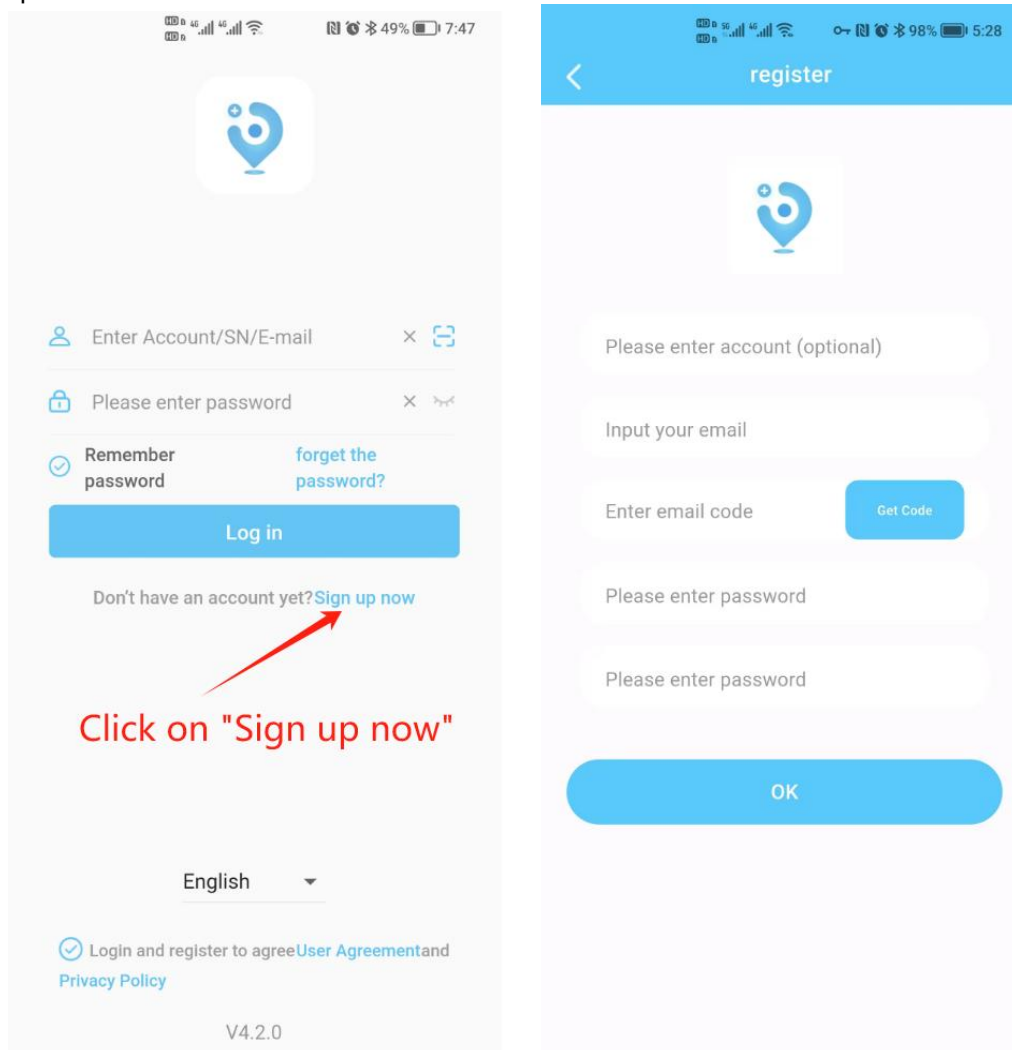 49% 7:47
Enter Account/SN/E-mail
Please enter password
Remember
password
forget the
password?
Log in
Don't have an account yet?Sign up now
Click on "Sign up now"
English
Login and register to agreeUser Agreementand
Privacy Policy
V4.2.0
98% 5:28
register
Please enter account (optional)
Input your email
Enter email code
Get Code
Please enter password
Please enter password
OK